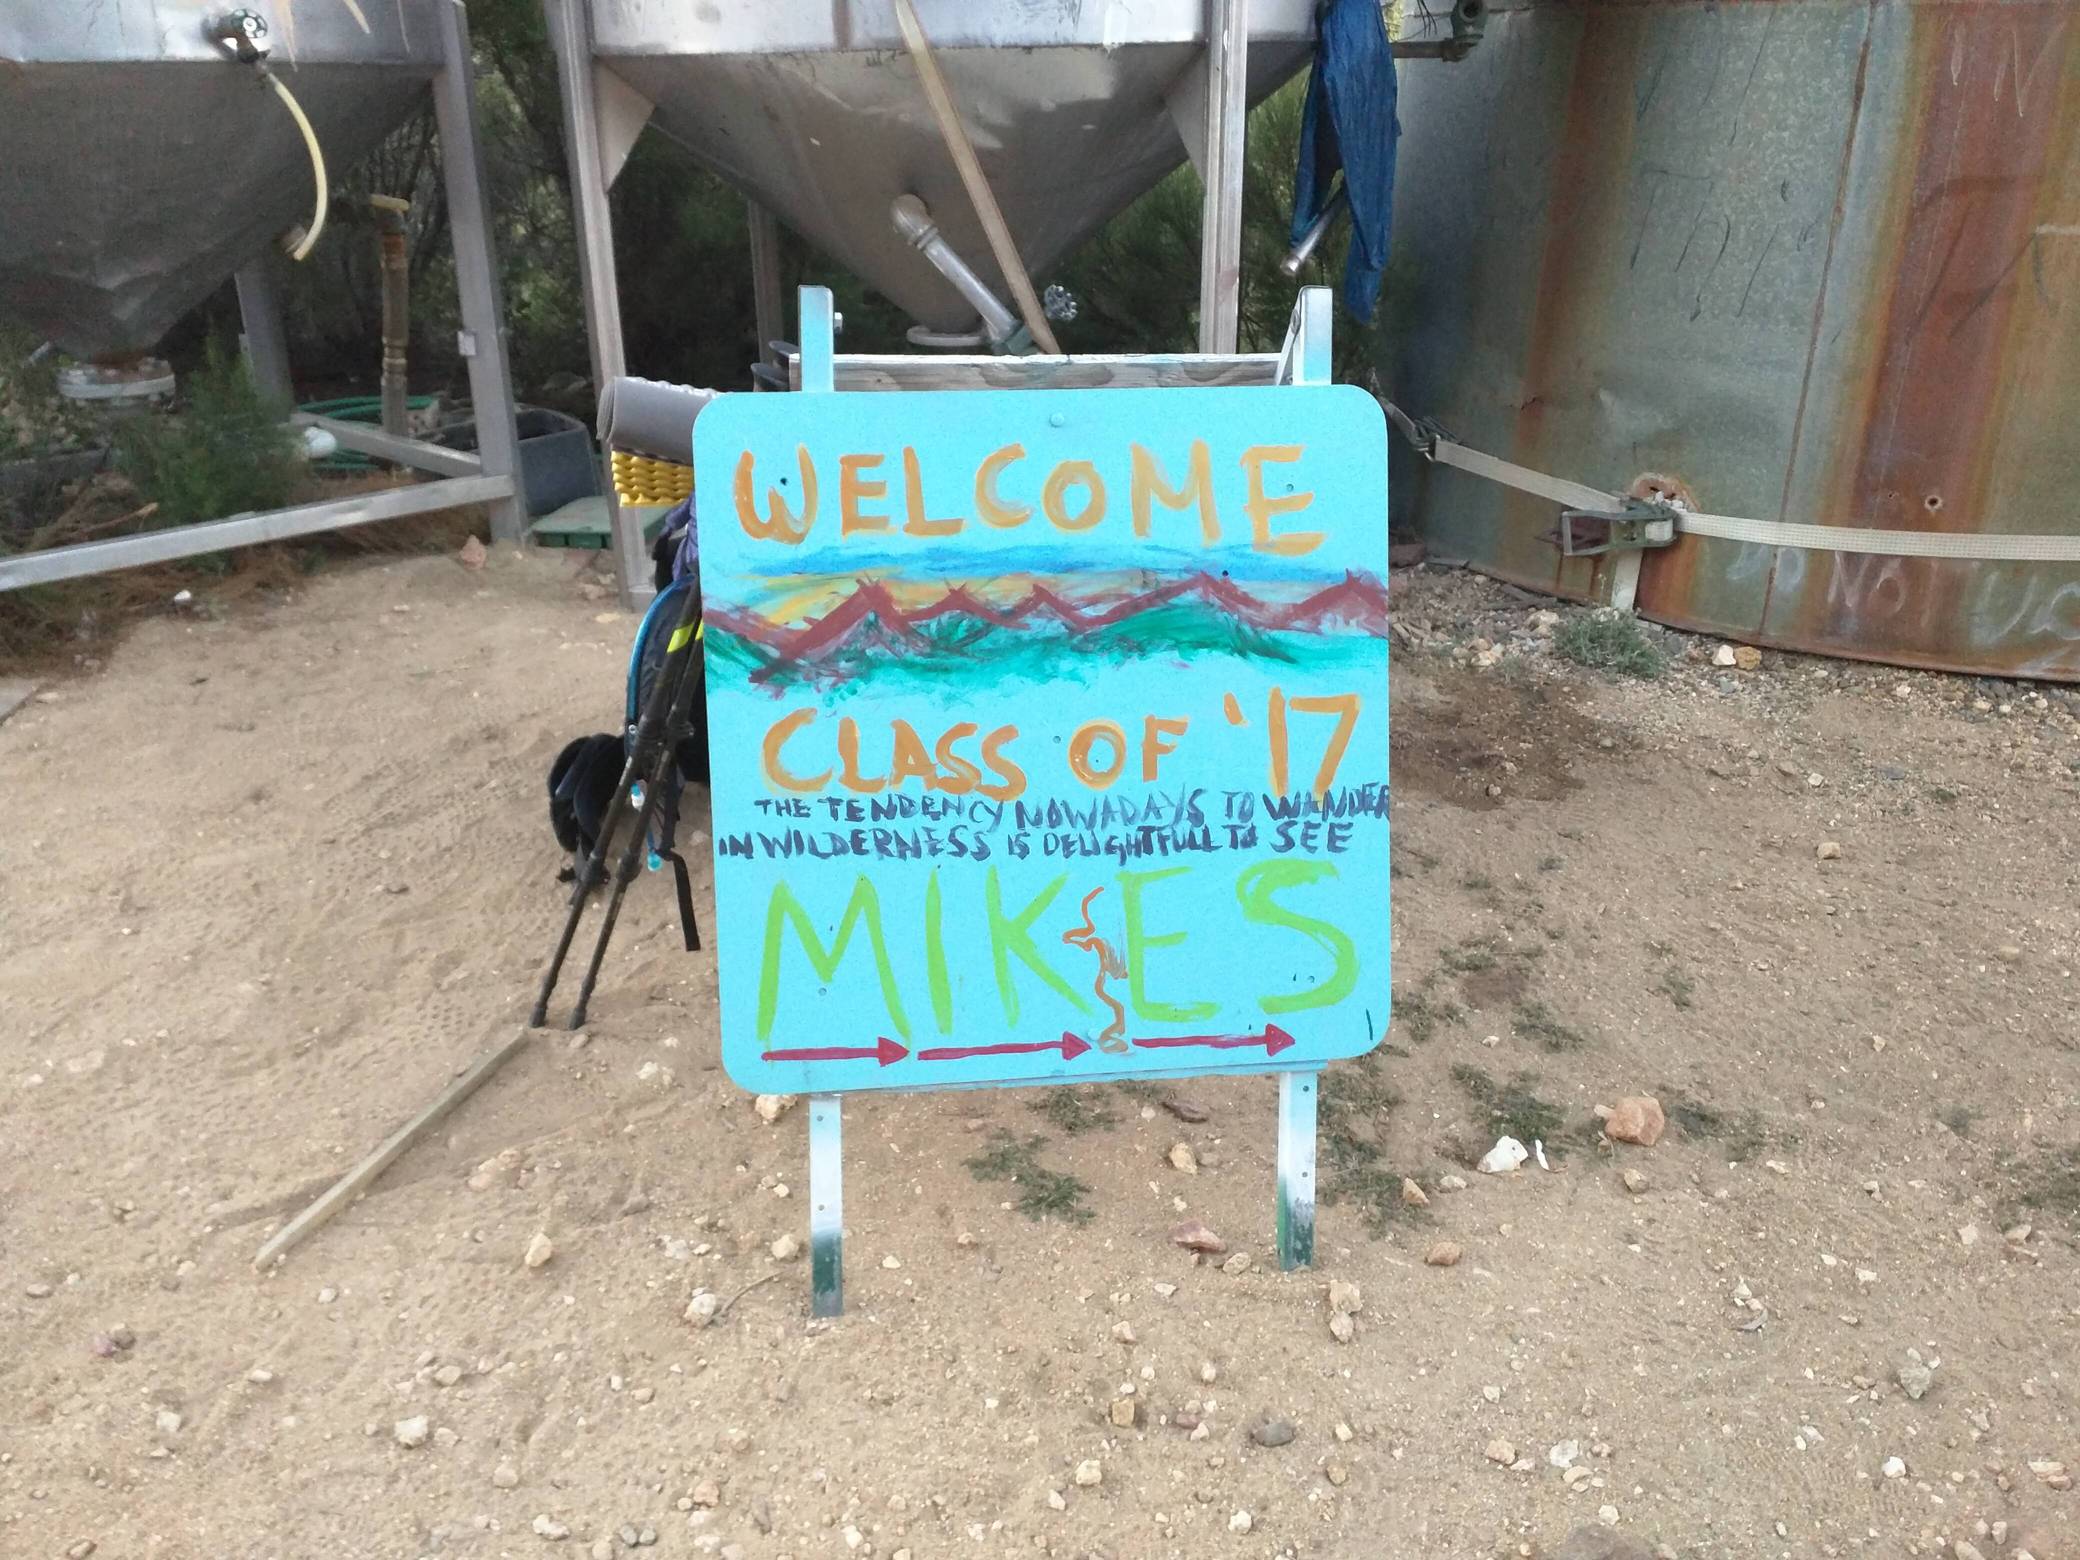 WELCOME
CLASS OF '17
THE TENDENCY NOWADAYS TO WANDER
IN WILDERNESS IS DELIGHTFULL TO SEE
MIKES